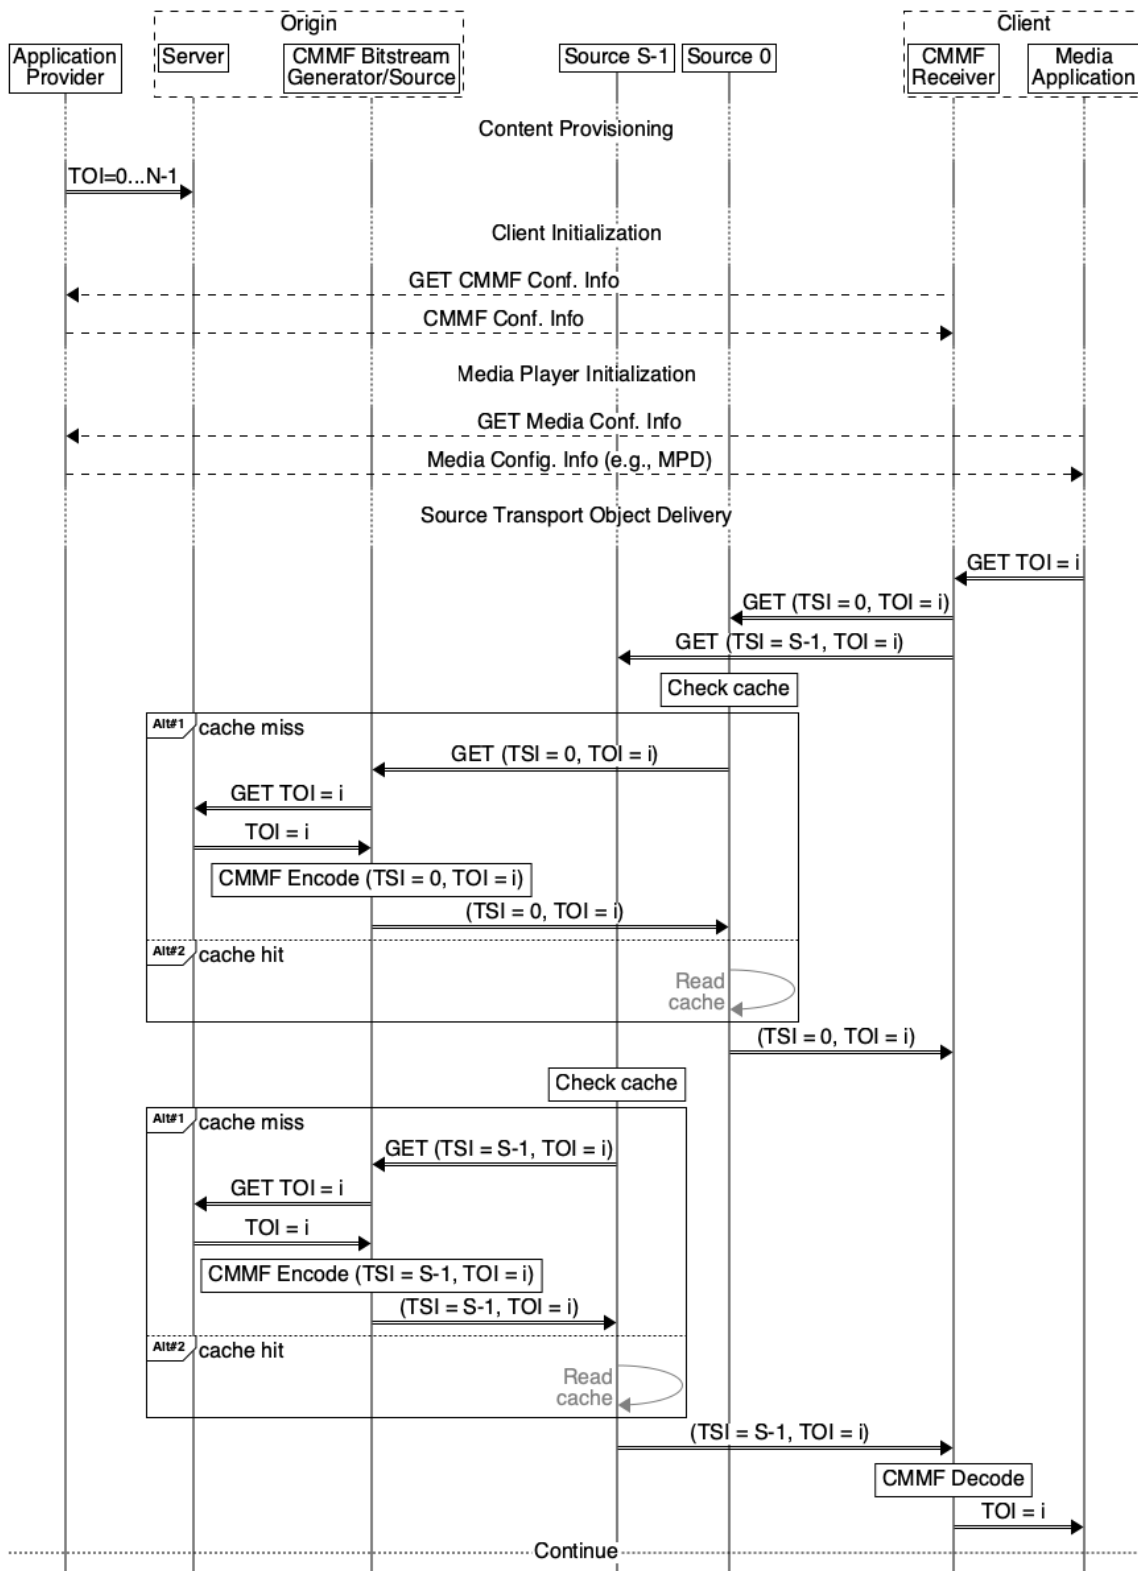 Origin
Client
Application
Provider
Server
CMMF Bitstream
Generator/Source
Source S-1
Source 0
CMMF
Receiver
Media
Application
Content Provisioning
TOI=0...N-1
Client Initialization
GET CMMF Conf. Info
CMMF Conf. Info
Media Player Initialization
GET Media Conf. Info
Media Config. Info (e.g., MPD)
Source Transport Object Delivery
GET TOI = i
GET (TSI = 0, TOI = i)
GET (TSI = S-1, TOI = i)
Check cache
Alt#1 cache miss
GET (TSI = 0, TOI = i)
GET TOI = i
TOI = i
CMMF Encode (TSI = 0, TOI = i)
(TSI = 0, TOI = i)
Alt#2 cache hit
Read
cache
(TSI = 0, TOI = i)
Check cache
Alt#1 cache miss
GET (TSI = S-1, TOI = i)
GET TOI = i
TOI = i
CMMF Encode (TSI = S-1, TOI = i)
(TSI = S-1, TOI = i)
Alt#2 cache hit
Read
cache
(TSI = S-1, TOI = i)
CMMF Decode
TOI = i
Continue